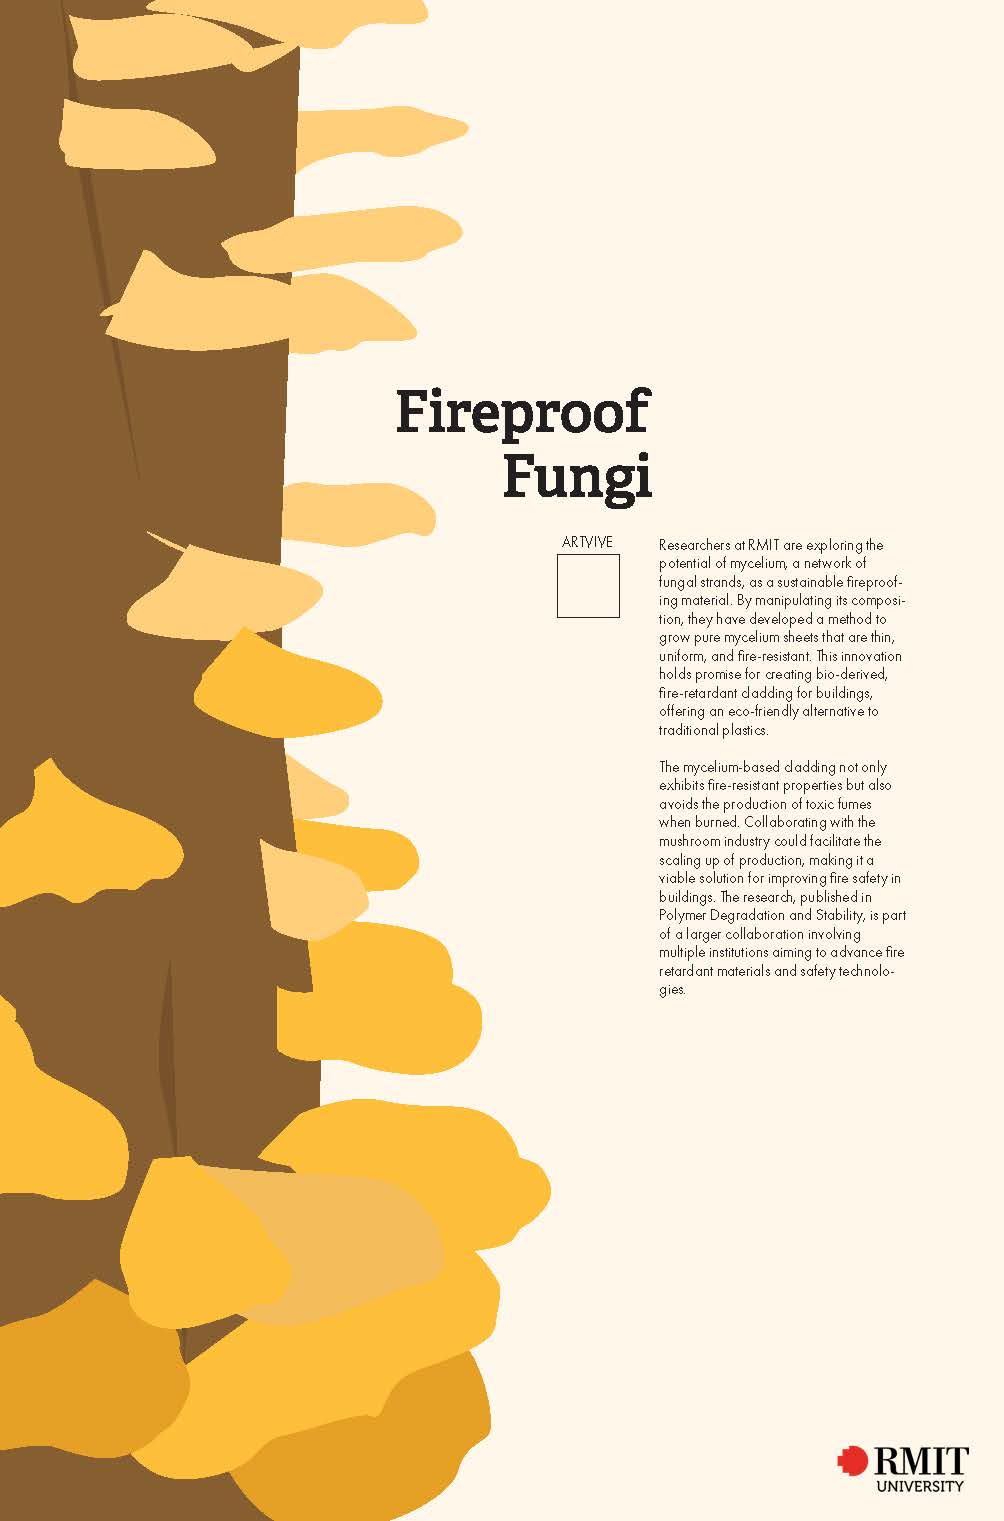 Fireproof
Fungi
ARTVIVE
Researchers at RMIT are exploring the
potential of mycelium, a network of
fungal strands, as a sustainable fireproof-
ing material. By manipulating its composi-
tion, they have developed a method to
grow pure mycelium sheets that are thin,
uniform, and fire-resistant. This innovation
holds promise for creating bio-derived,
fire-retardant cladding for buildings,
offering an eco-friendly alternative to
traditional plastics.
The mycelium-based cladding not only
exhibits fire-resistant properties but also
avoids the production of toxic fumes
when burned. Collaborating with the
mushroom industry could facilitate the
scaling up of production, making it a
viable solution for improving fire safety in
buildings. The research, published in
Polymer Degradation and Stability, is part
of a larger collaboration involving
multiple institutions aiming to advance fire
retardant materials and safety technolo-
gies.
RMIT
UNIVERSITY